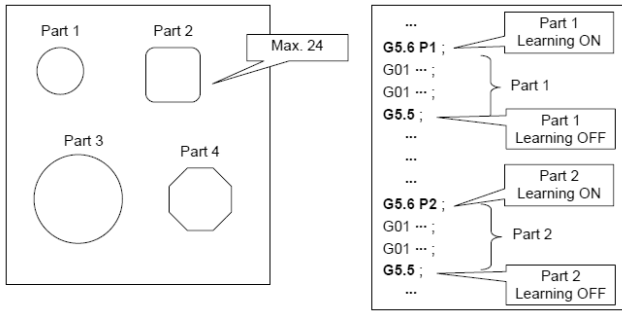 Part 1
Part 2
Max. 24
Part 3
Part 4
...
G5.6 P1 ;
G01 ··· ;
G01 ··· ;
G5.5 ;
...
...
...
G5.6 P2 ;
G01 ··· ;
G01 ··· ;
G5.5 ;
...
Part 1
Learning ON
Part 1
Part 1
Learning OFF
Part 2
Learning ON
Part 2
Part 2
Learning OFF